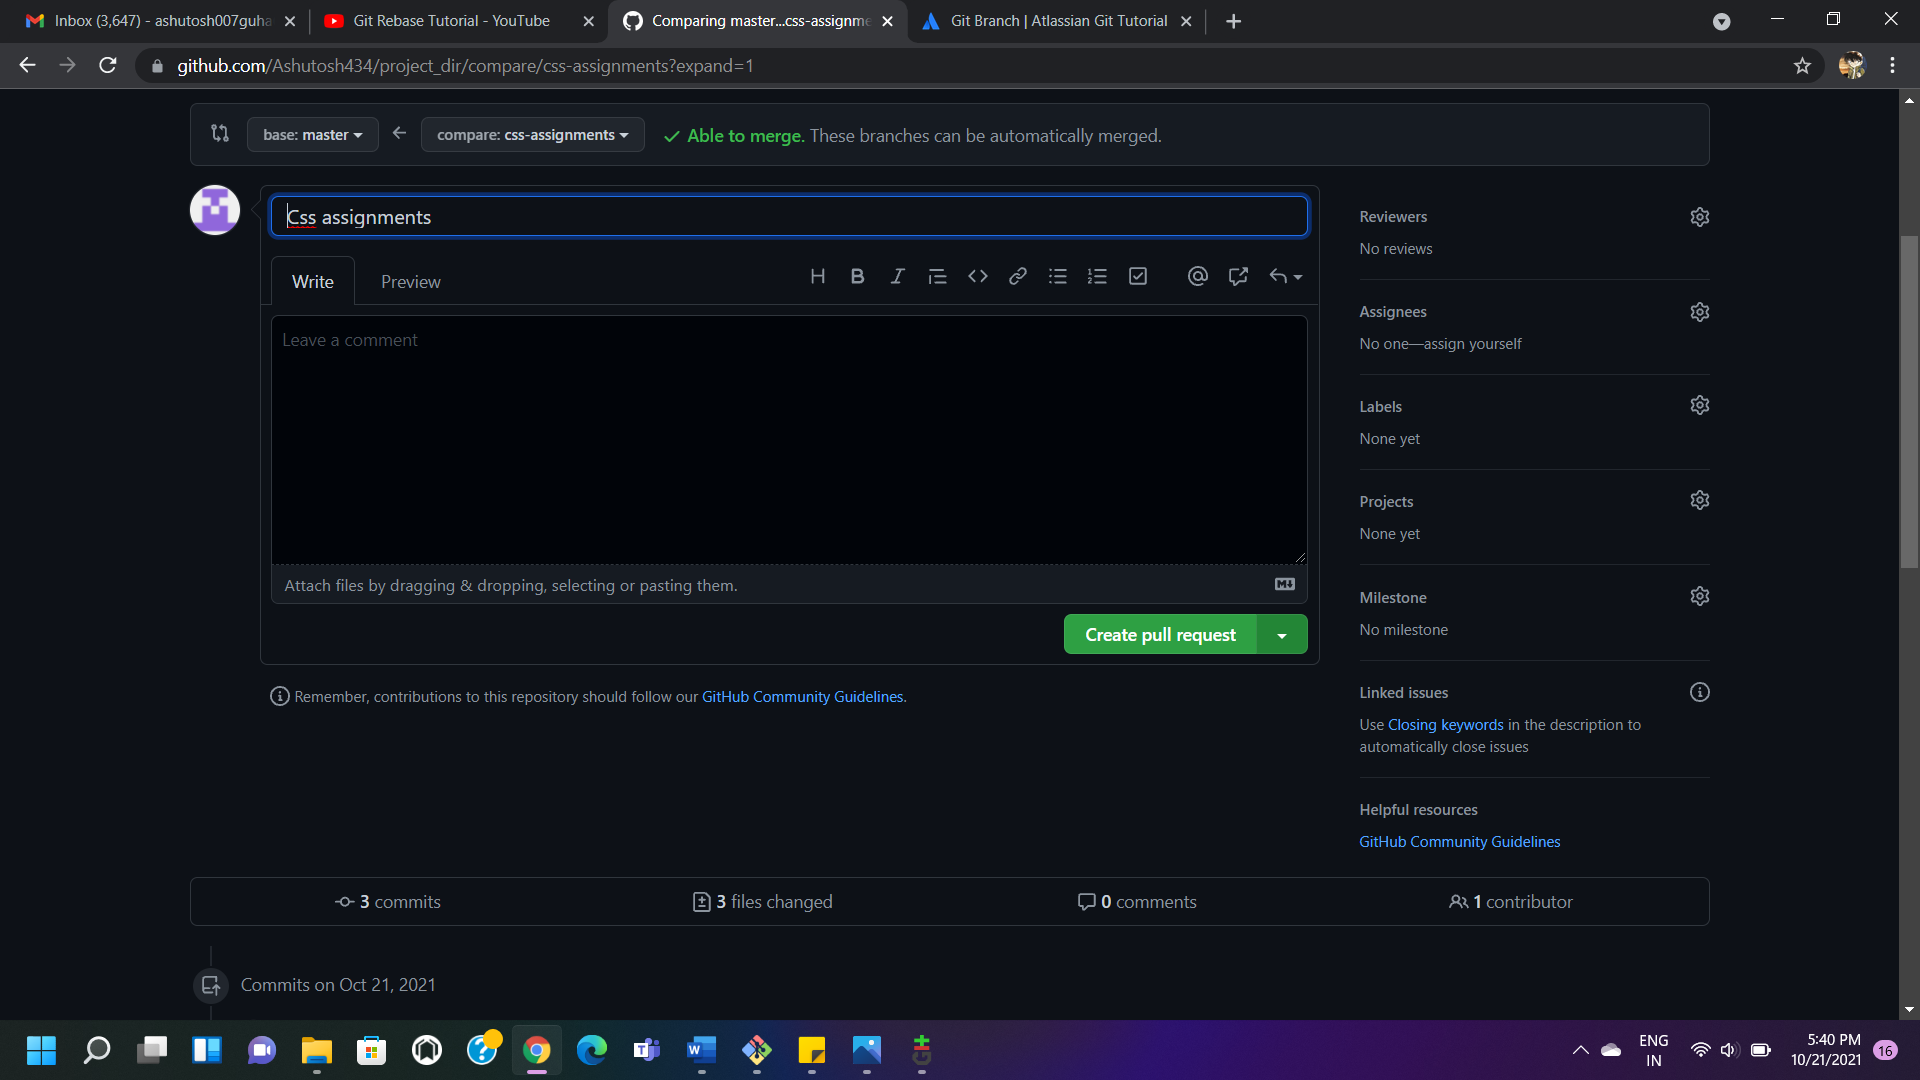 Inbox (3,647) - ashutosh007guha
Git Rebase Tutorial - YouTube
Comparing master...css-assignme
Git Branch | Atlassian Git Tutorial
github.com/Ashutosh434/project_dir/compare/css-assignments?expand=1
base: master
compare: css-assignments
Able to merge. These branches can be automatically merged.
Css assignments
Write
Preview
Leave a comment
Attach files by dragging & dropping, selecting or pasting them.
Create pull request
Remember, contributions to this repository should follow our GitHub Community Guidelines.
Reviewers
No reviews
Assignees
No one—assign yourself
Labels
None yet
Projects
None yet
Milestone
No milestone
Linked issues
Use Closing keywords in the description to
automatically close issues
Helpful resources
GitHub Community Guidelines
3 commits
3 files changed
0 comments
1 contributor
Commits on Oct 21, 2021
ENG
IN
5:40 PM
10/21/2021
16